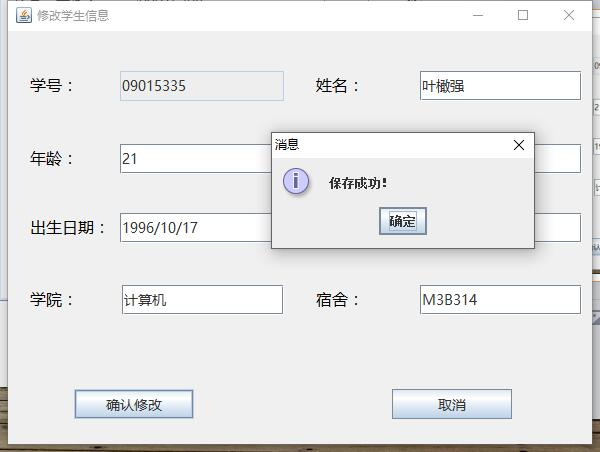 修改学生信息
学号：
09015335
姓名：
叶檄强
年龄：
21
消息
保存成功！
确定
出生日期：
1996/10/17
学院：
计算机
宿舍：
M3B314
确认修改
取消